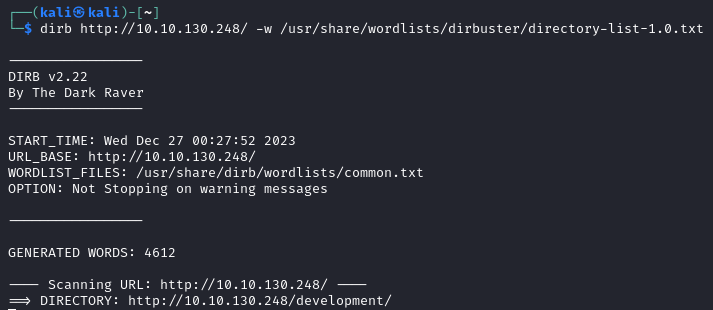 ┌──(kali㉿kali)-[~]
└─$ dirb http://10.10.130.248/ -w /usr/share/wordlists/dirbuster/directory-list-1.0.txt
-----------------
DIRB v2.22
By The Dark Raver
-----------------
START_TIME: Wed Dec 27 00:27:52 2023
URL_BASE: http://10.10.130.248/
WORDLIST_FILES: /usr/share/dirb/wordlists/common.txt
OPTION: Not Stopping on warning messages
-----------------
GENERATED WORDS: 4612
---- Scanning URL: http://10.10.130.248/ ----
==> DIRECTORY: http://10.10.130.248/development/